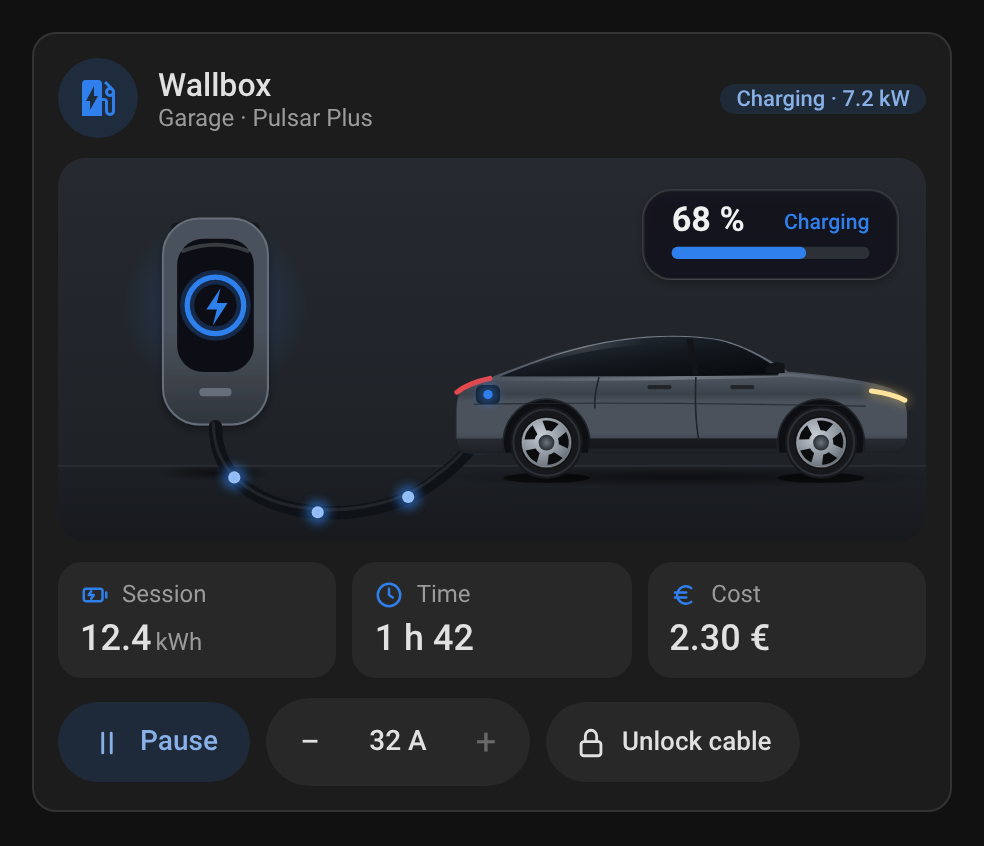 Wallbox
Garage · Pulsar Plus
Charging · 7.2 kW
68 %
Charging
Session
12.4 kWh
Time
1 h 42
Cost
2.30 €
Pause
− 32 A +
Unlock cable